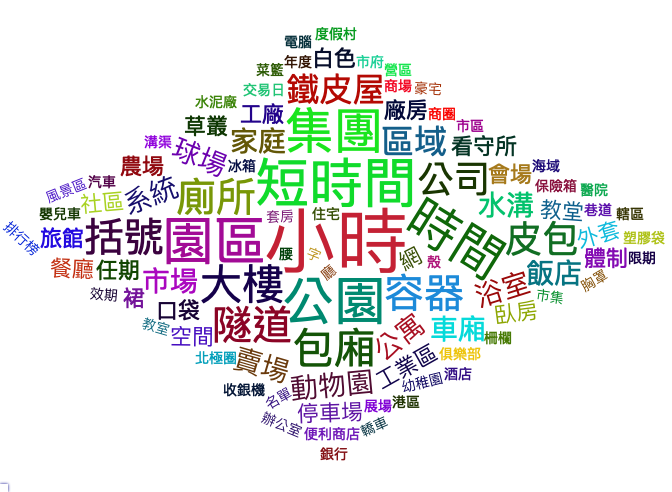 度假村
電腦
年度
白色
市府
菜籃
營區
交易日
鐵皮屋
商場
豪宅
水泥廠
工廠
集團
廠房
商圈
草叢
家庭
區域
市區
溝渠
球場
看守所
冰箱
短時間
農場
公司
會場
海域
風景區
汽車
系統
廁所
保險箱
醫院
社區
嬰兒車
水溝
教堂
巷道
轄區
旅館
括號
園區
套房
住宅
小時
時間
皮包
外套
塑膠袋
排行榜
腰
網
體制
限期
餐廳
任期
市場
大樓
字
廳
殼
飯店
效期
裙
口袋
公園
容器
浴室
市集
胸罩
教室
空間
隧道
臥房
包廂
公寓
車廂
柵欄
北極圈
賣場
工業區
俱樂部
收銀機
動物園
幼稚園
酒店
名單
停車場
展場
港區
辦公室
便利商店
轎車
銀行